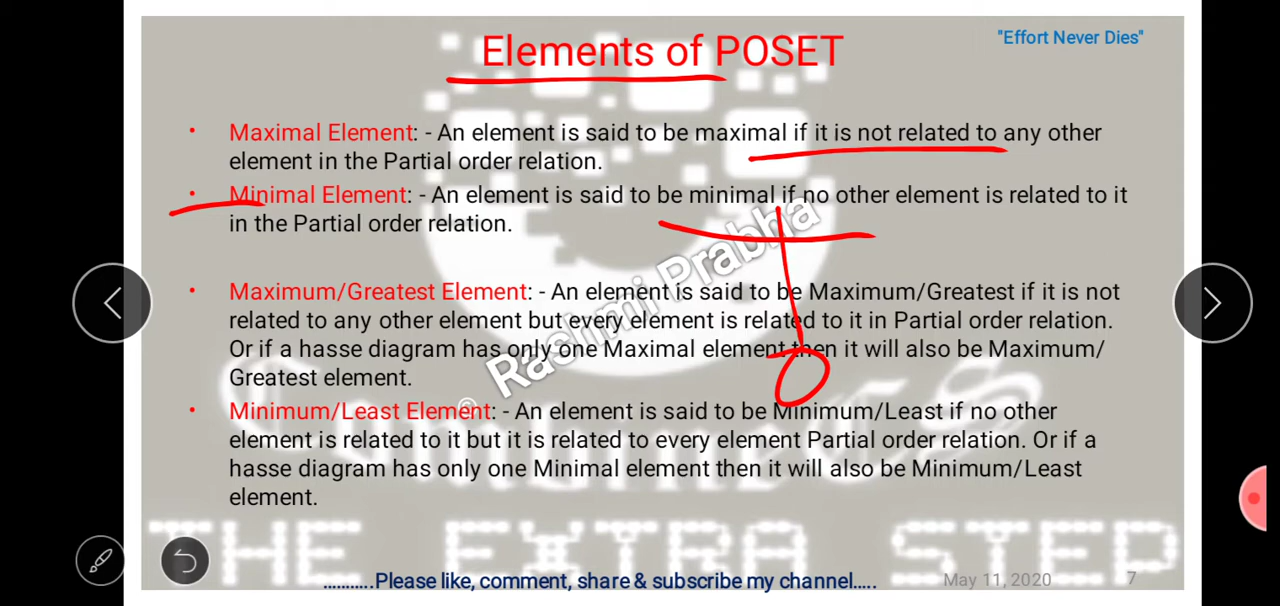 "Effort Never Dies"
Elements of POSET
• Maximal Element: - An element is said to be maximal if it is not related to any other
element in the Partial order relation.
• Minimal Element: - An element is said to be minimal if no other element is related to it
in the Partial order relation.
• Maximum/Greatest Element: - An element is said to be Maximum/Greatest if it is not
related to any other element but every element is related to it in Partial order relation.
Or if a hasse diagram has only one Maximal element then it will also be Maximum/
Greatest element.
• Minimum/Least Element: - An element is said to be Minimum/Least if no other
element is related to it but it is related to every element Partial order relation. Or if a
hasse diagram has only one Minimal element then it will also be Minimum/Least
element.
© Rashmi Prabha
THE EXTRA STEP
...........Please like, comment, share & subscribe my channel.....
May 11, 2020
7